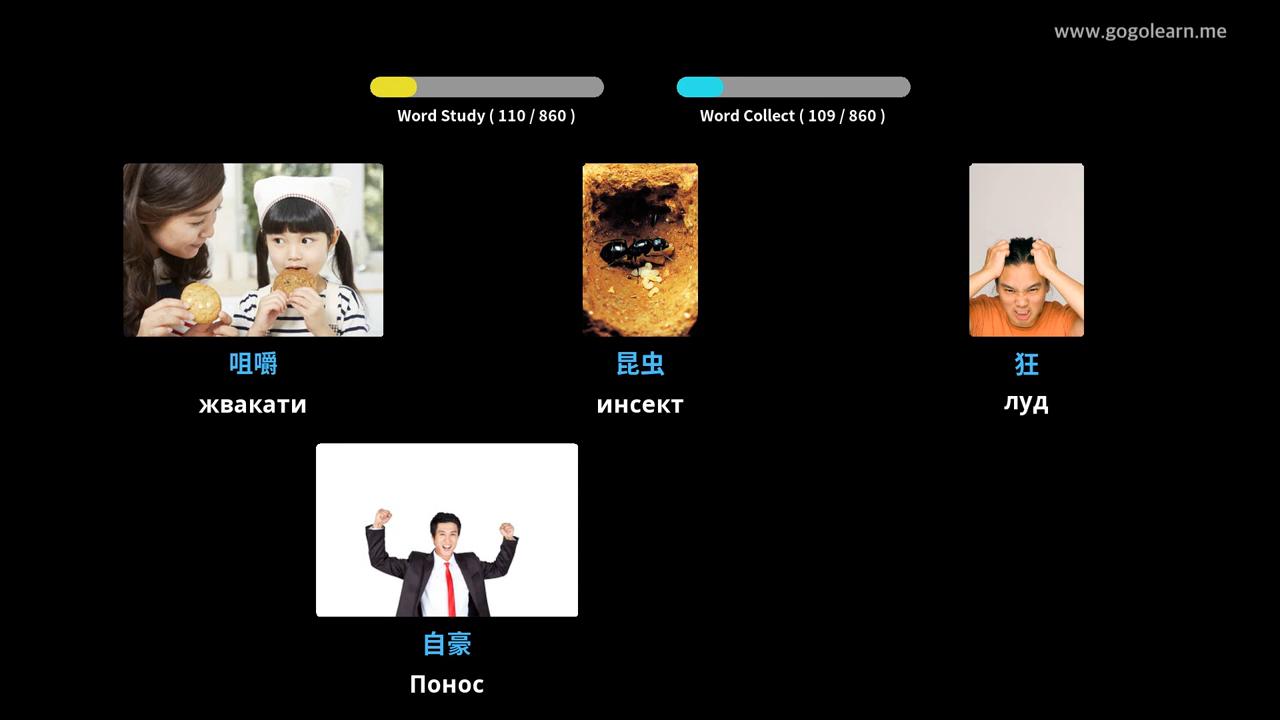 www.gogolearn.me
Word Study ( 110 / 860 )
Word Collect ( 109 / 860 )
咀嚼
жвакати
昆虫
инсект
狂
луд
自豪
Понос